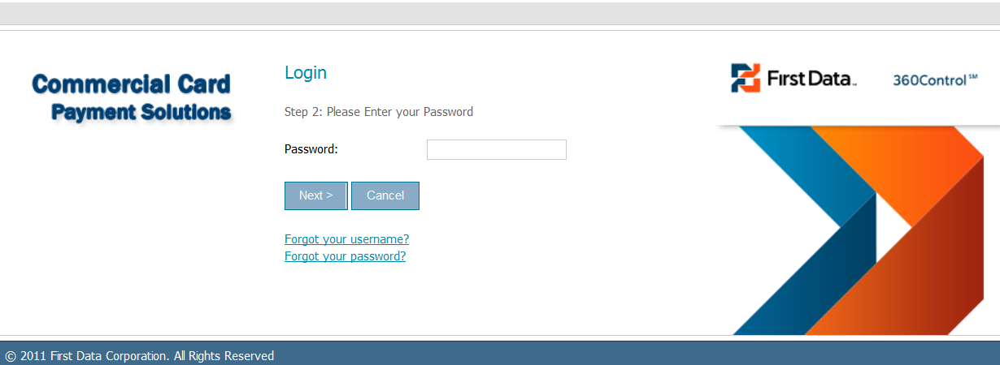 Commercial Card
Payment Solutions
Login
Step 2: Please Enter your Password
Password:
Next >
Cancel
Forgot your username?
Forgot your password?
First Data™
360Control℠
© 2011 First Data Corporation. All Rights Reserved